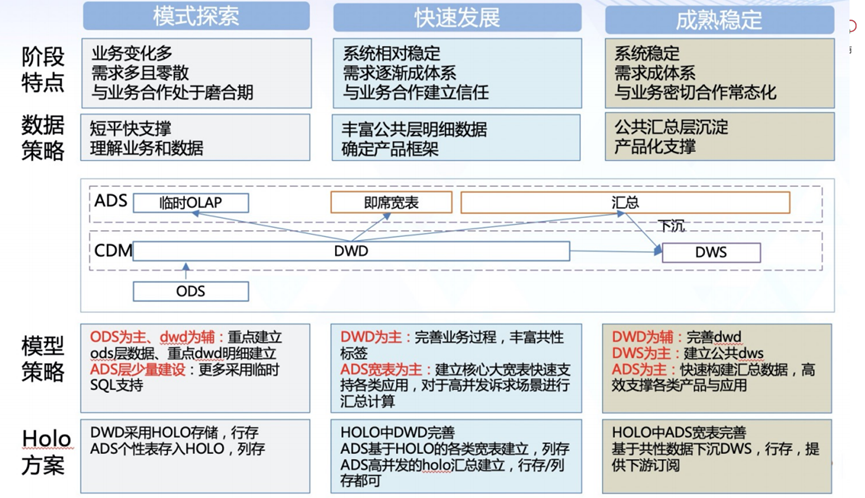 模式探索
快速发展
成熟稳定
阶段
特点
业务变化多
需求多且零散
与业务合作处于磨合期
系统相对稳定
需求逐渐成体系
与业务合作建立信任
系统稳定
需求成体系
与业务密切合作常态化
数据
策略
短平快支撑
理解业务和数据
丰富公共层明细数据
确定产品框架
公共汇总层沉淀
产品化支撑
ADS
临时OLAP
即席宽表
汇总
下沉
CDM
DWD
DWS
ODS
模型
策略
ODS为主、dwd为辅：重点建立
ods层数据、重点dwd明细建立
ADS层少量建设：更多采用临时
SQL支持
DWD为主：完善业务过程，丰富共性
标签
ADS宽表为主：建立核心大宽表快速支
持各类应用，对于高并发诉求场景进行
汇总计算
DWD为辅：完善dwd
DWS为主：建立公共dws
ADS为主：快速构建汇总数据，高
效支撑各类产品与应用
Holo
方案
DWD采用HOLO存储，行存
ADS个性表存入HOLO，列存
HOLO中DWD完善
ADS基于HOLO的各类宽表建立，列存
ADS高并发的holo汇总建立，行存/列
存都可
HOLO中ADS宽表完善
基于共性数据下沉DWS，行存，提
供下游订阅